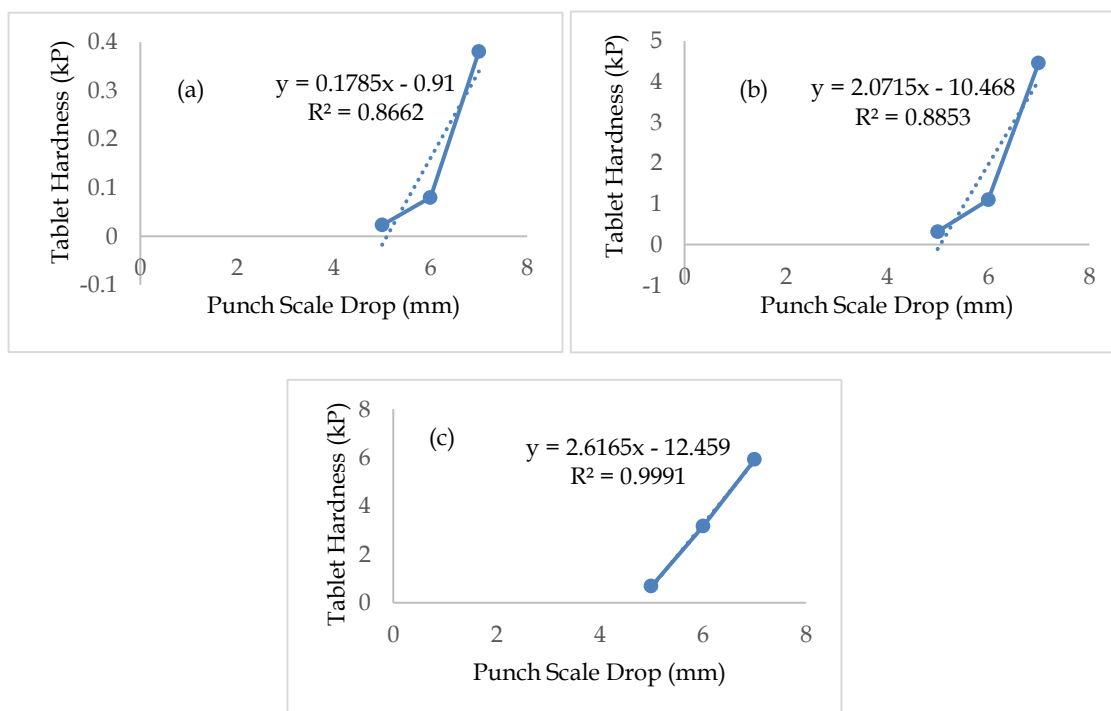 Tablet Hardness (kP)
0.4
0.3
0.2
0.1
0
-0.1
(a)
y = 0.1785x - 0.91
R² = 0.8662
0
2
4
6
8
Punch Scale Drop (mm)
Tablet Hardness (kP)
5
4
3
2
1
0
-1
(b)
y = 2.0715x - 10.468
R² = 0.8853
0
2
4
6
8
Punch Scale Drop (mm)
Tablet Hardness (kP)
8
6
4
2
0
(c)
y = 2.6165x - 12.459
R² = 0.9991
0
2
4
6
8
Punch Scale Drop (mm)